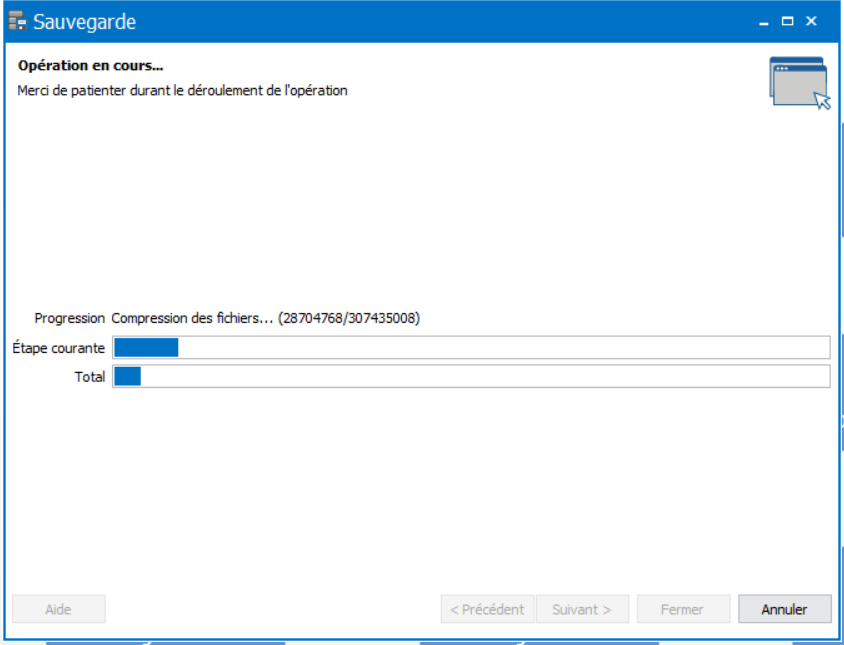 Sauvegarde
Opération en cours...
Merci de patienter durant le déroulement de l'opération
Progression Compression des fichiers... (28704768/307435008)
Étape courante
Total
Aide
< Précédent
Suivant >
Fermer
Annuler